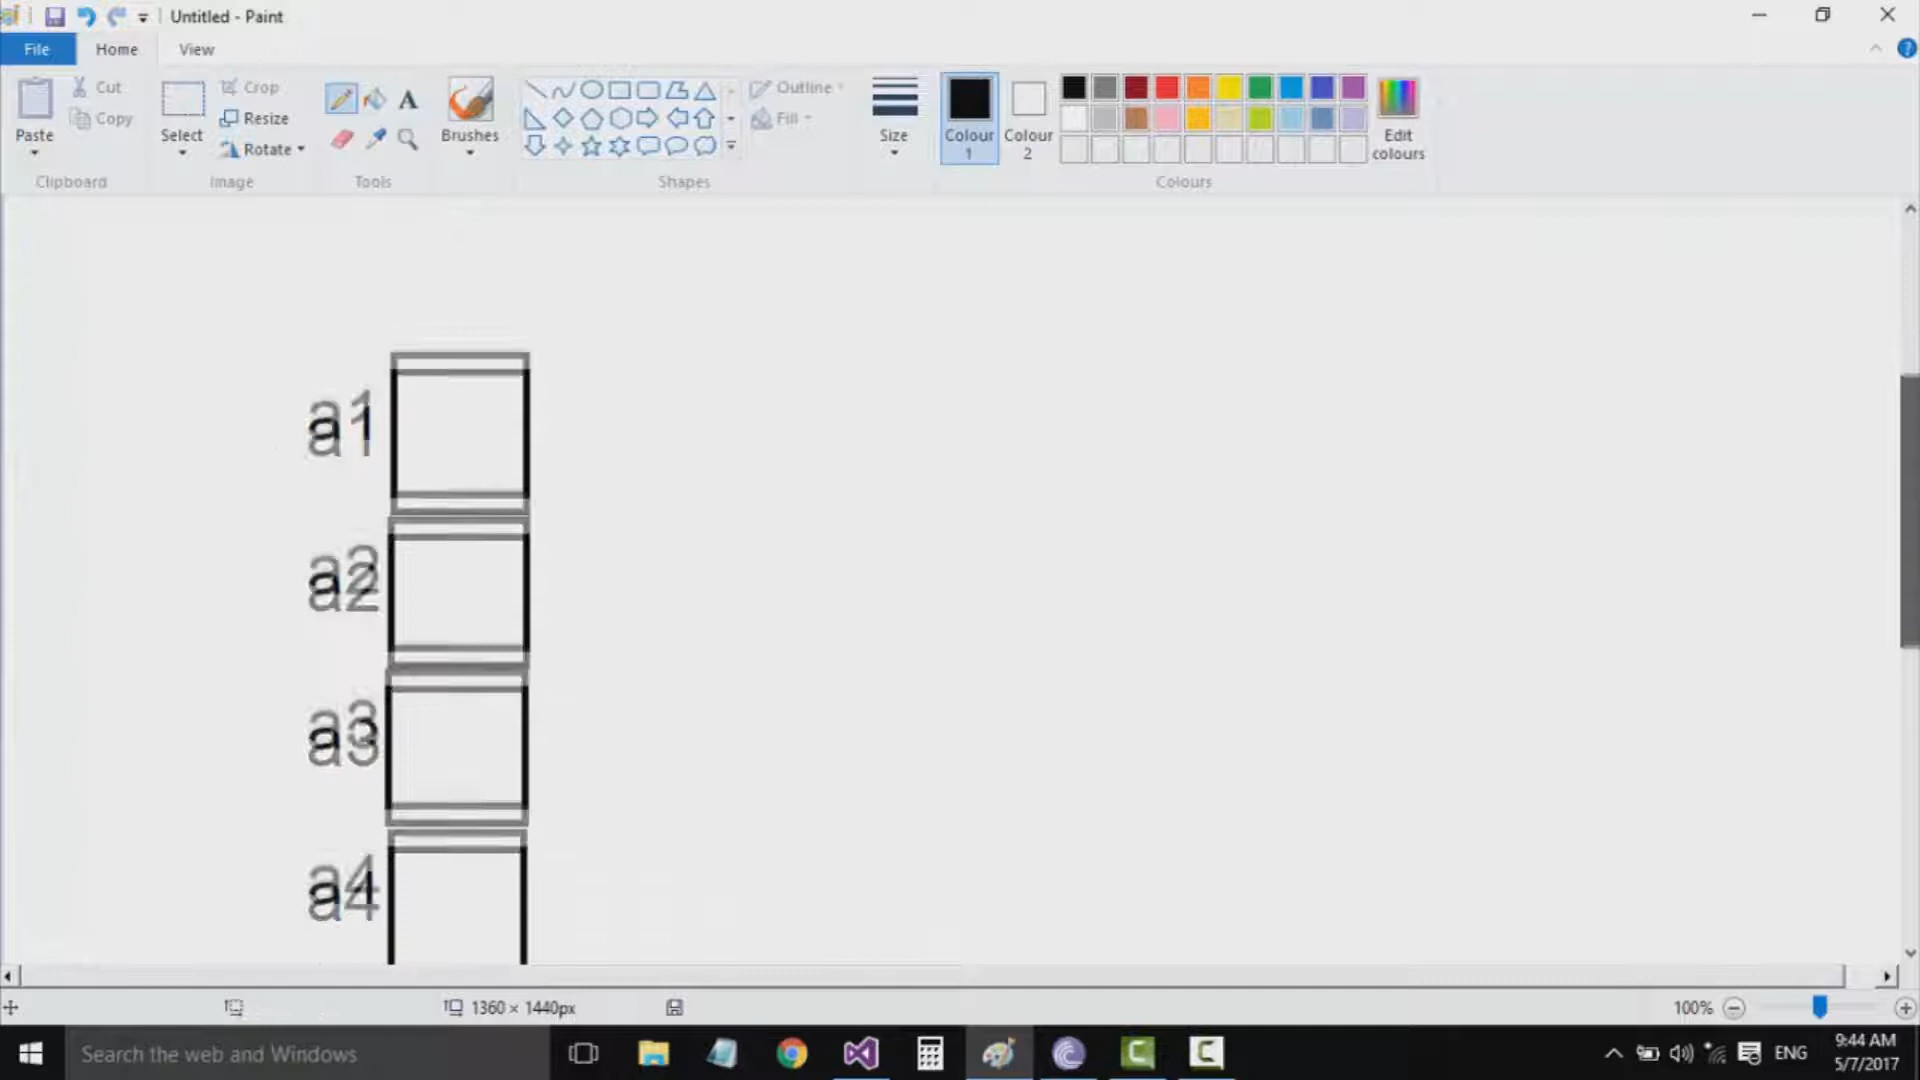 Untitled - Paint
File Home View
Paste
Cut
Copy
Clipboard
Select
Crop
Resize
Rotate
Image
A
Tools
Brushes
Shapes
Outline
Fill
Size
Colour 1
Colour 2
Edit colours
Colours
a1
a2
a3
a4
1360 × 1440px
100%
Search the web and Windows
ENG
9:44 AM
5/7/2017